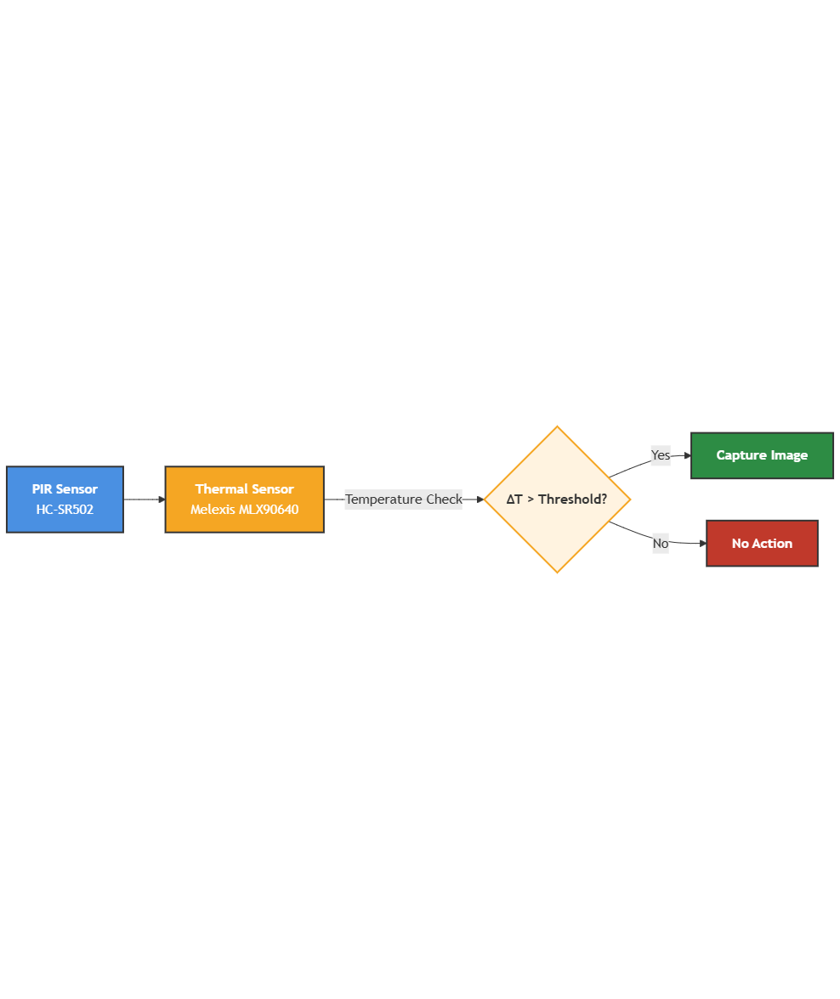 PIR Sensor
HC-SR502
Thermal Sensor
Melexis MLX90640
Temperature Check
ΔT > Threshold?
Yes
Capture Image
No
No Action